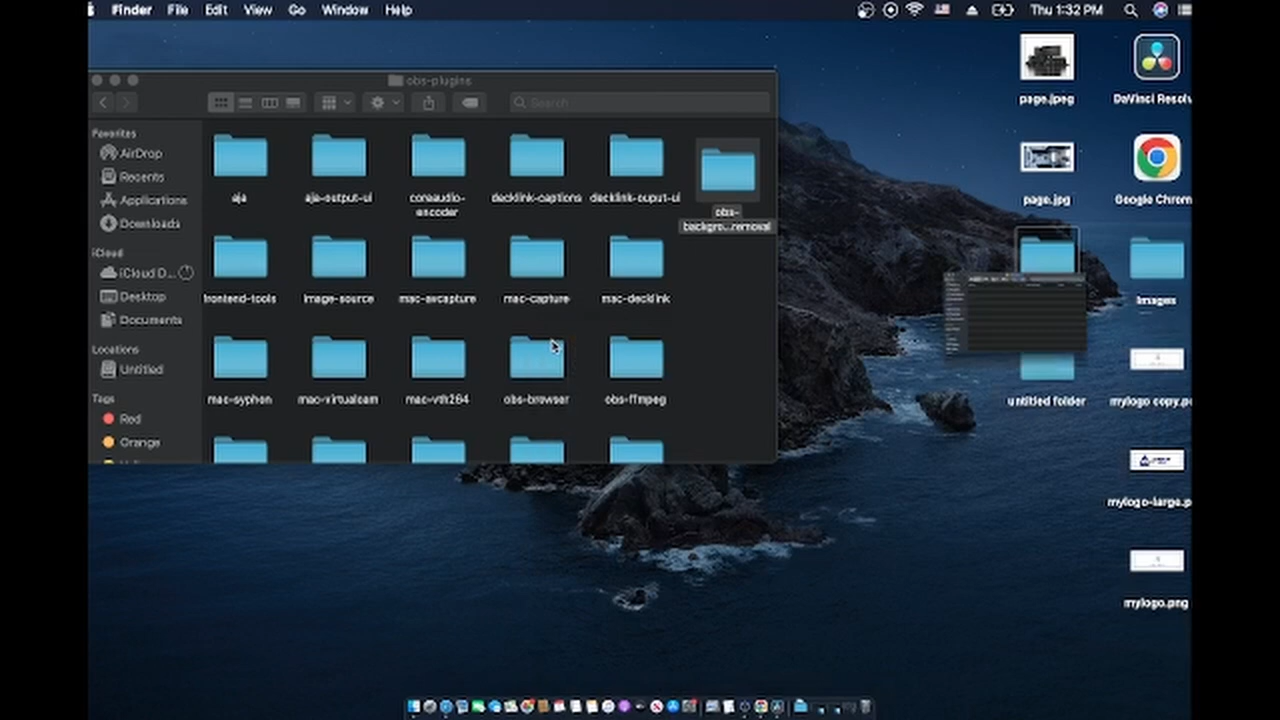 Finder File Edit View Go Window Help Thu 1:32 PM
obs-plugins
Search
Favorites
AirDrop
Recents
Applications
Downloads
iCloud
iCloud D...
Desktop
Documents
Locations
Untitled
Tags
Red
Orange
aja aja-output-ui coreaudio-encoder decklink-captions decklink-ouput-ui obs-backgro...removal
frontend-tools image-source mac-avcapture mac-capture mac-decklink
mac-syphon mac-virtualcam mac-vth264 obs-browser obs-ffmpeg
page.jpeg DaVinci Resolv
page.jpg Google Chrom
Images
untitled folder mylogo copy.p
mylogo-large.p
mylogo.png